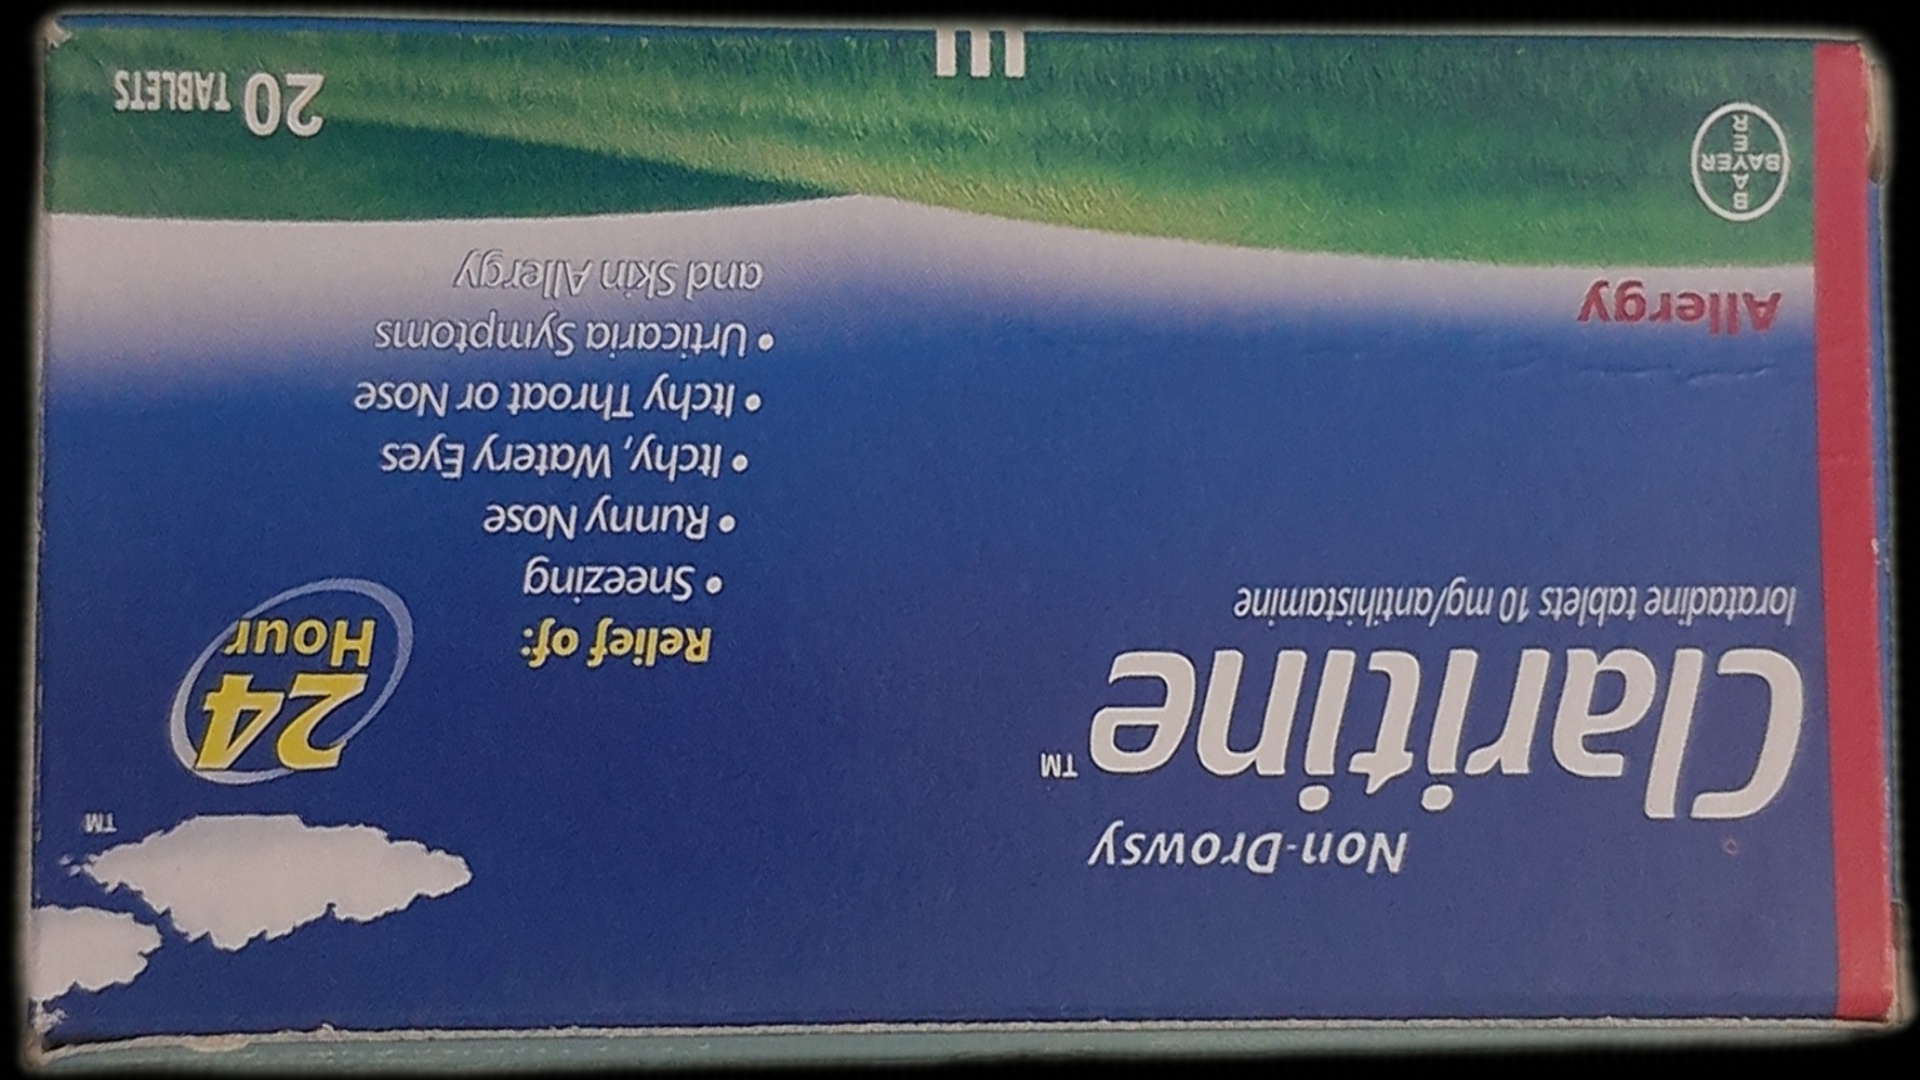 Non-Drowsy
Claritine™
loratadine tablets 10 mg/antihistamine
Allergy
BAYER
BAYER
™
24
Hour
Relief of:
• Sneezing
• Runny Nose
• Itchy, Watery Eyes
• Itchy Throat or Nose
• Urticaria Symptoms
and Skin Allergy
20 TABLETS